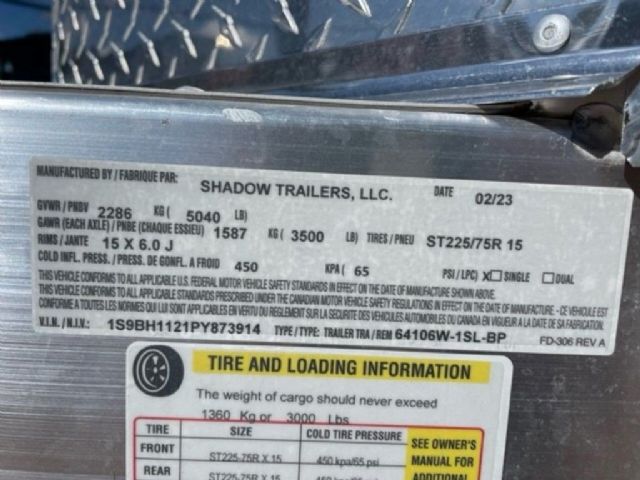 MANUFACTURED BY / FABRIQUE PAR: SHADOW TRAILERS, LLC. DATE 02/23
GVWR / PNBV 2286 KG ( 5040 LB)
GAWR (EACH AXLE) / PNBE (CHAQUE ESSIEU) 1587 KG ( 3500 LB) TIRES / PNEU ST225/75R 15
RIMS / JANTE 15 X 6.0 J
COLD INFL. PRESS. / PRESS. DE GONFL. A FROID 450 KPA ( 65 PSI / LPC) X SINGLE DUAL
THIS VEHICLE CONFORMS TO ALL APPLICABLE U.S. FEDERAL MOTOR VEHICLE SAFETY STANDARDS IN EFFECT ON THE DATE OF MANUFACTURE SHOWN ABOVE.
THIS VEHICLE CONFORMS TO ALL APPLICABLE STANDARDS PRESCRIBED UNDER THE CANADIAN MOTOR VEHICLE SAFETY REGULATIONS IN EFFECT ON THE DATE OF MANUFACTURE. - CE VEHICULE EST
CONFORME A TOUTES LES NORMES QUI LUI SONT APPLICABLES EN VERTU DU REGLEMENT SUR LA SECURITE DES VEHICULES AUTOMOBILES DU CANADA EN VIGUEUR A LA DATE DE SA FABRICATION.
V.I.N. / N.I.V.: 1S9BH1121PY873914 TYPE / TYPE: TRAILER TRA / REM 64106W-1SL-BP
FD-306 REV A
TIRE AND LOADING INFORMATION
The weight of cargo should never exceed
1360 Kg or 3000 Lbs
TIRE SIZE COLD TIRE PRESSURE SEE OWNER'S
FRONT ST225-75R X 15 450 kpa/65 psi MANUAL FOR
REAR ST225-75R X 15 450 kpa/65 psi ADDITIONAL